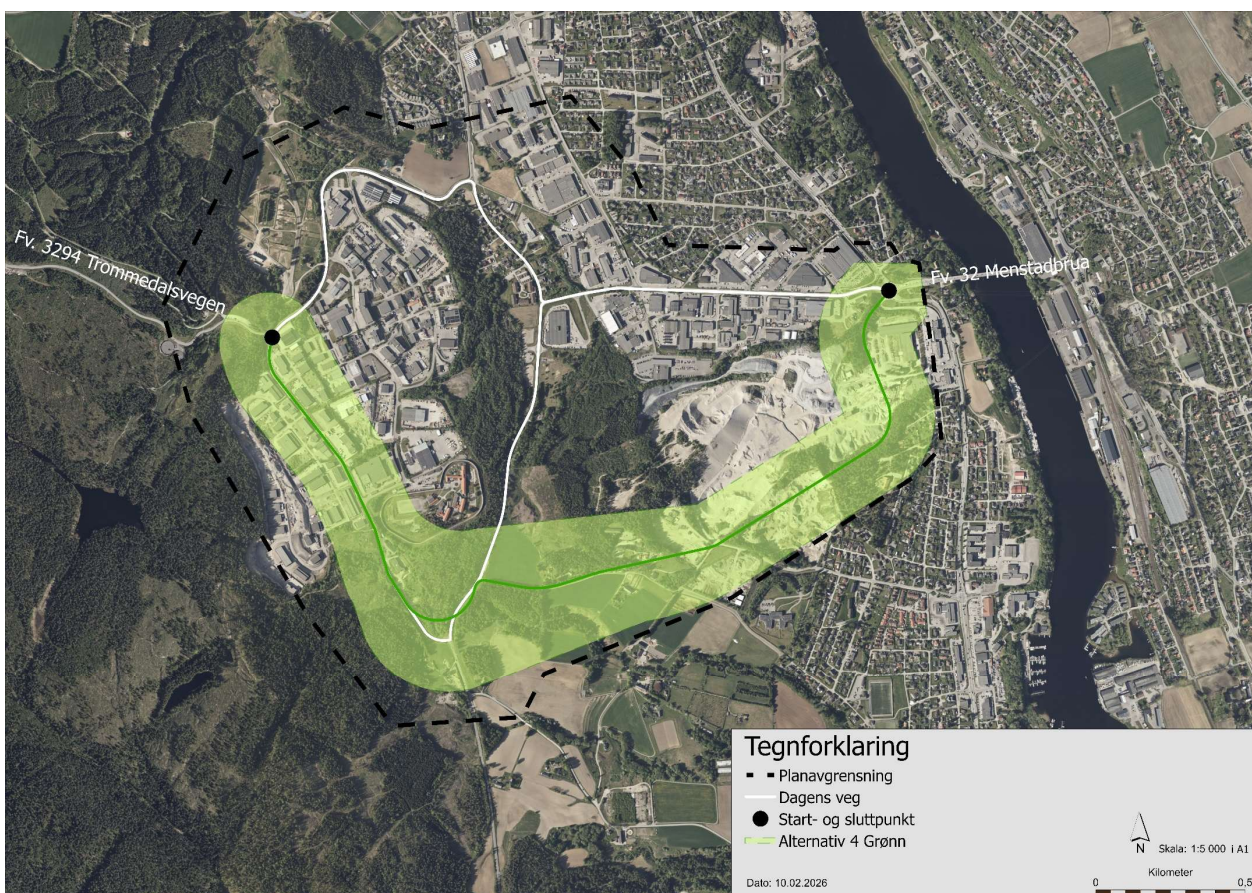 Fv. 3294 Trommedalsvegen
Fv. 32 Menstadbrua
Tegnforklaring
Planavgrensning
Dagens veg
Start- og sluttpunkt
Alternativ 4 Grønn
N
Skala: 1:5 000 i A1
Kilometer
Dato: 10.02.2026
0
0.5